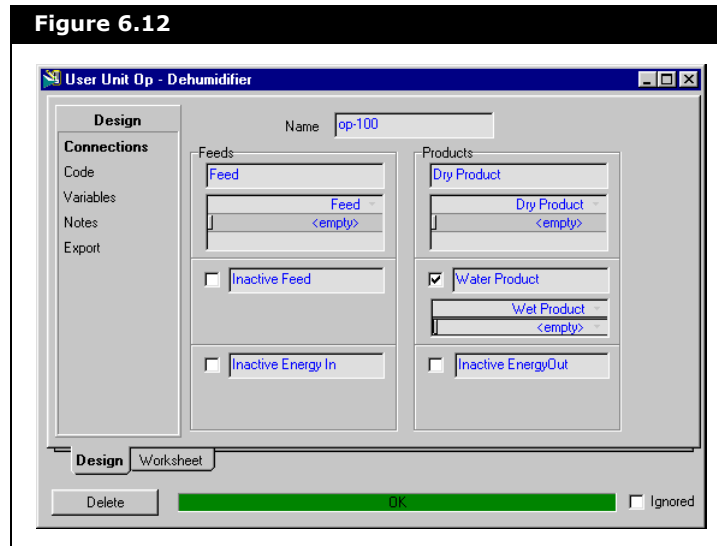 Figure 6.12
User Unit Op - Dehumidifier
Design
Connections
Code
Variables
Notes
Export
Name op-100
Feeds
Feed
Feed
<empty>
Inactive Feed
Inactive Energy In
Products
Dry Product
Dry Product
<empty>
Water Product
Wet Product
<empty>
Inactive EnergyOut
Design Worksheet
Delete OK Ignored